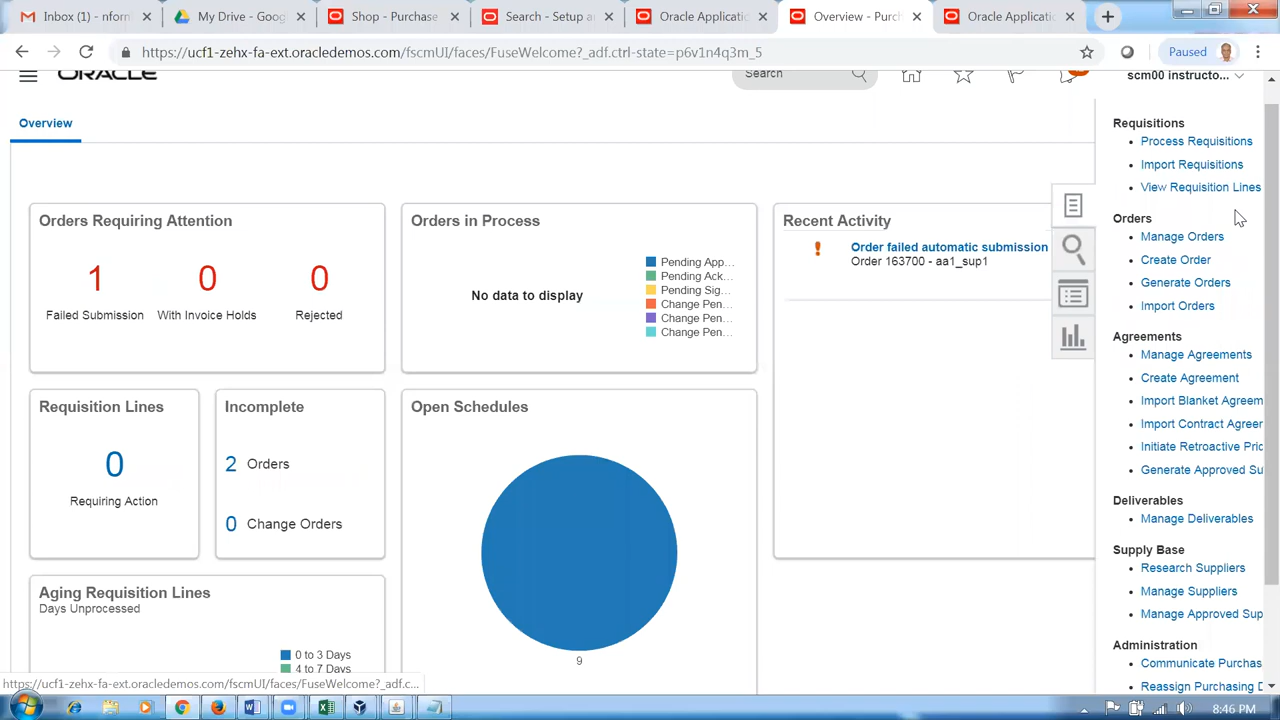 Inbox (1) - nforn
My Drive - Goog
Shop - Purchase
Search - Setup a
Oracle Applicati
Overview - Purch
Oracle Applicatio
https://ucf1-zehx-fa-ext.oracledemos.com/fscmUI/faces/FuseWelcome?_adf.ctrl-state=p6v1n4q3m_5
Paused
ORACLE
Search
scm00 instructo...
Overview
Orders Requiring Attention
1
0
0
Failed Submission
With Invoice Holds
Rejected
Orders in Process
No data to display
Pending App...
Pending Ack...
Pending Sig...
Change Pen...
Change Pen...
Change Pen...
Recent Activity
Order failed automatic submission
Order 163700 - aa1_sup1
Requisition Lines
0
Requiring Action
Incomplete
2 Orders
0 Change Orders
Open Schedules
9
Aging Requisition Lines
Days Unprocessed
0 to 3 Days
4 to 7 Days
Requisitions
Process Requisitions
Import Requisitions
View Requisition Lines
Orders
Manage Orders
Create Order
Generate Orders
Import Orders
Agreements
Manage Agreements
Create Agreement
Import Blanket Agreem
Import Contract Agreer
Initiate Retroactive Pric
Generate Approved Su
Deliverables
Manage Deliverables
Supply Base
Research Suppliers
Manage Suppliers
Manage Approved Sup
Administration
Communicate Purchas
Reassign Purchasing D
https://ucf1-zehx-fa-ext.oracledemos.com/fscmUI/faces/FuseWelcome?_adf.c...
8:46 PM